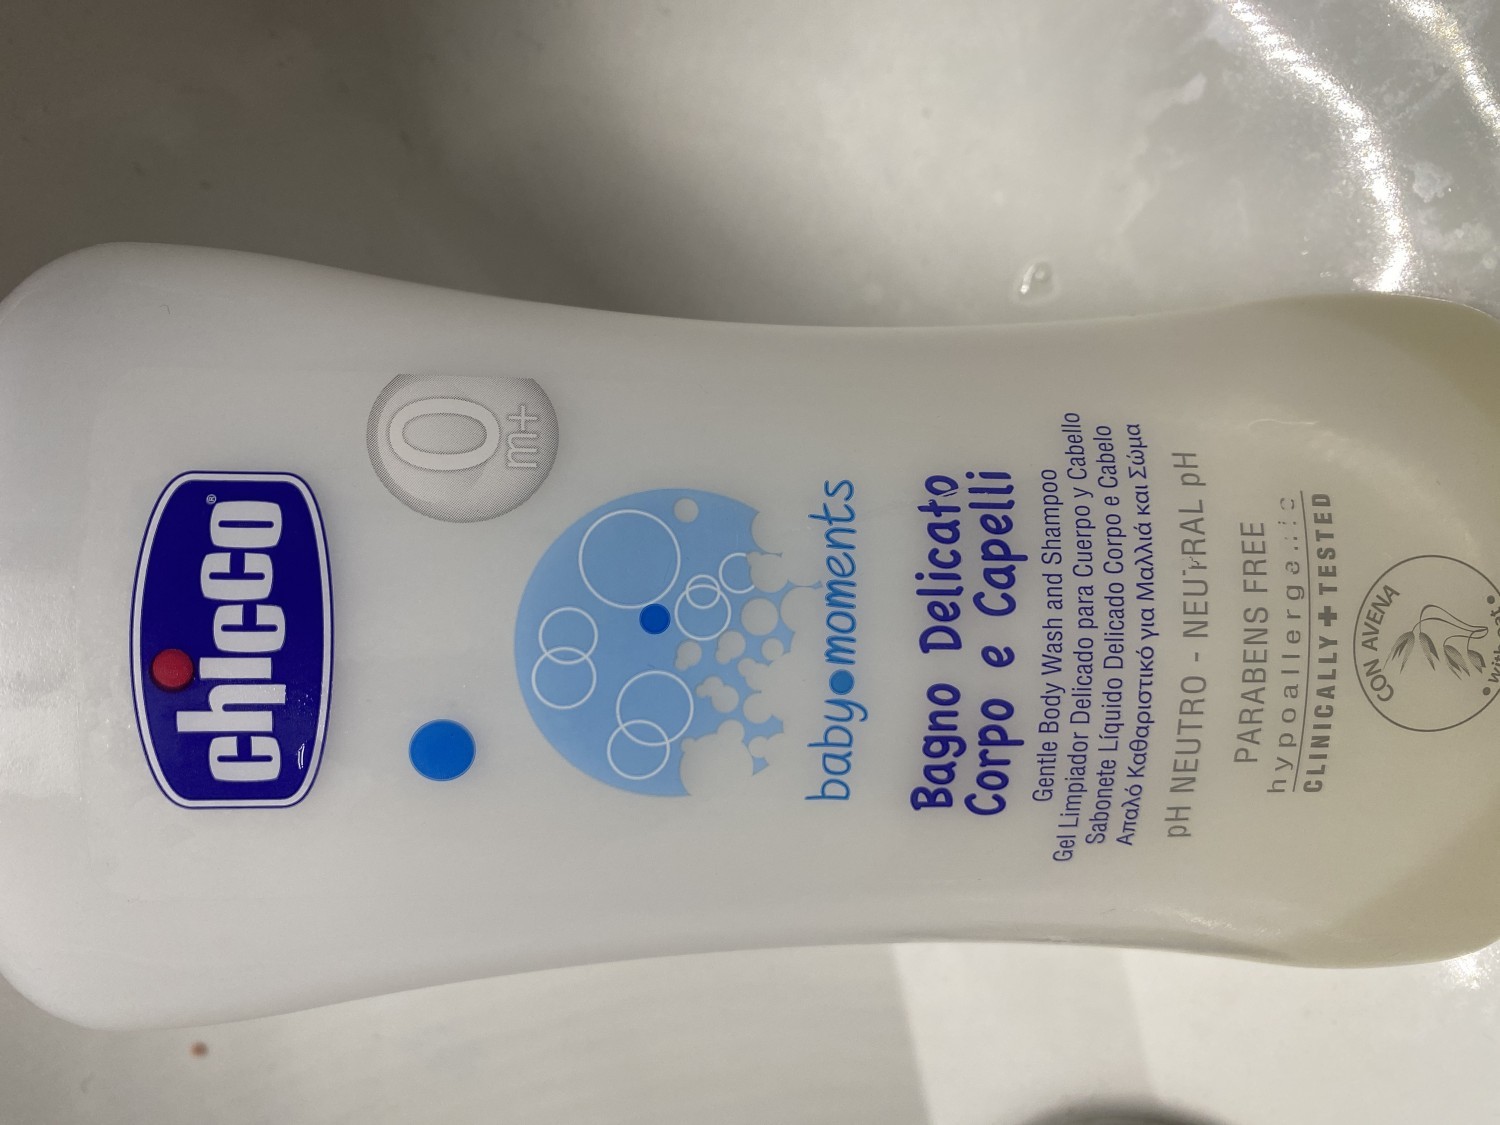 chicco®
0
m+
baby moments
Bagno Delicato
Corpo e Capelli
Gentle Body Wash and Shampoo
Gel Limpiador Delicado para Cuerpo y Cabello
Sabonete Líquido Delicado Corpo e Cabelo
Απαλό Καθαριστικό για Μαλλιά και Σώμα
pH NEUTRO - NEUTRAL pH
PARABENS FREE
hypoallergenic
CLINICALLY + TESTED
CON AVENA